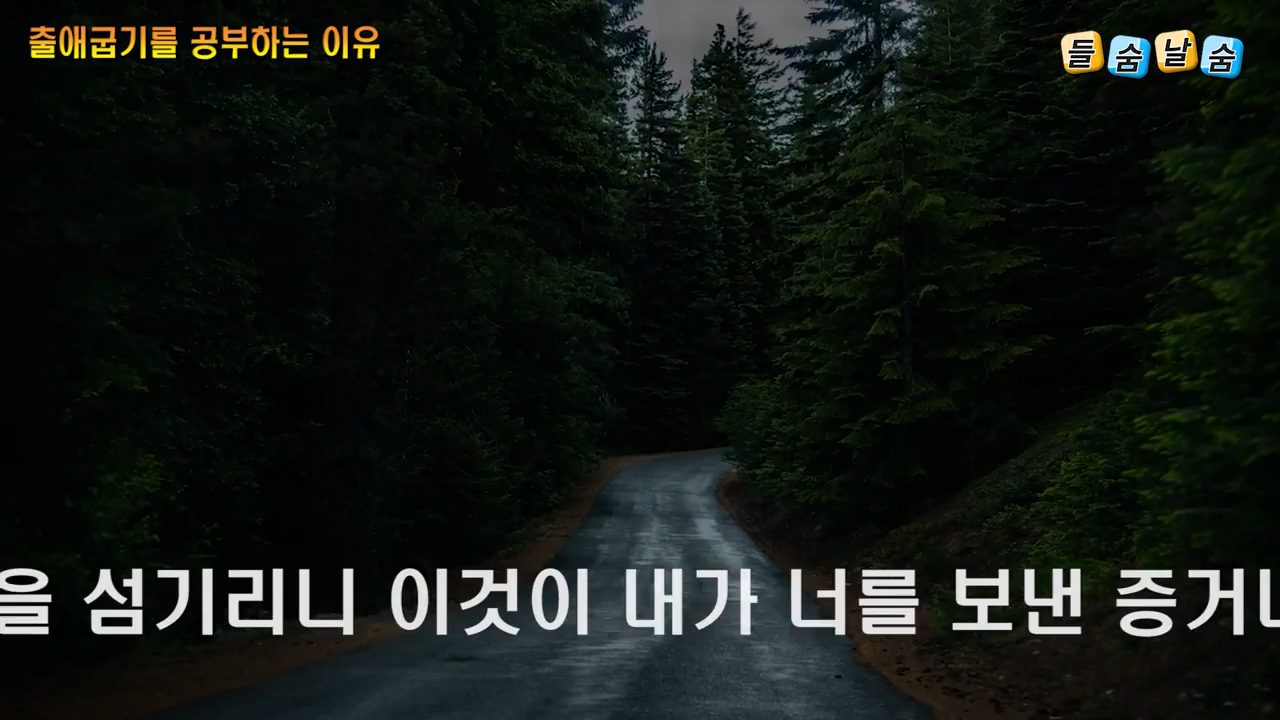 출애굽기를 공부하는 이유
들숨날숨
을 섬기리니 이것이 내가 너를 보낸 증거